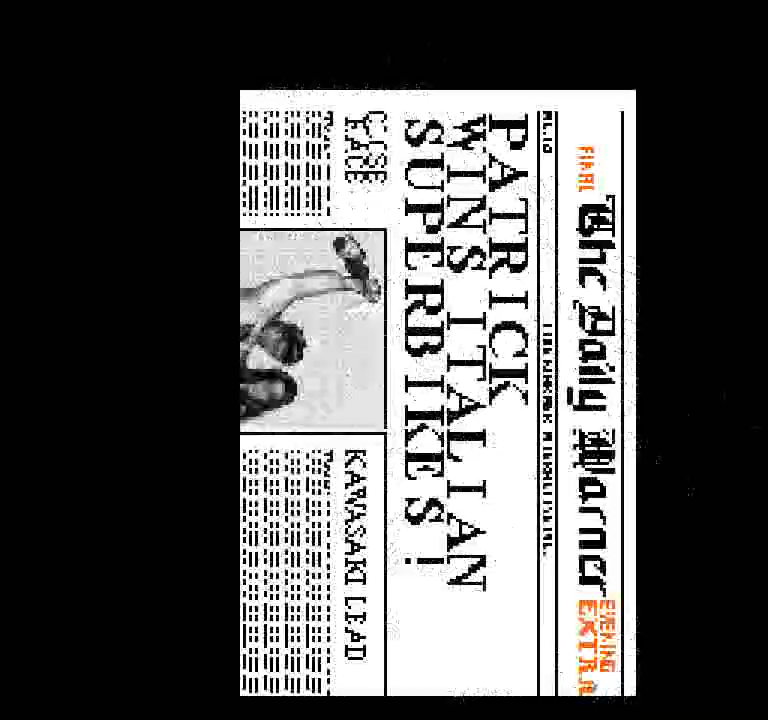 FINAL
The Daily Warner
EVENING
EXTRA
PATRICK
WINS ITALIAN
SUPERBIKES!
CLOSE
RACE
KAWASAKI LEAD